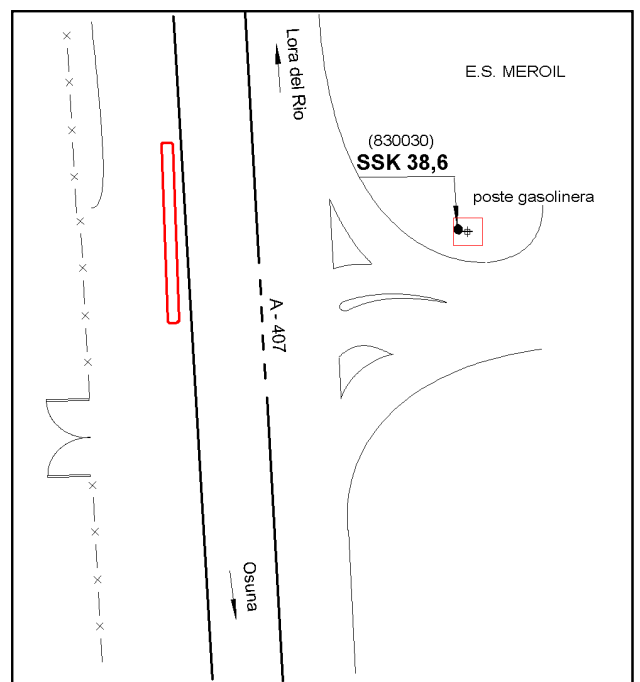 Lora del Rio
E.S. MEROIL
(830030)
SSK 38,6
poste gasolinera
A - 407
Osuna